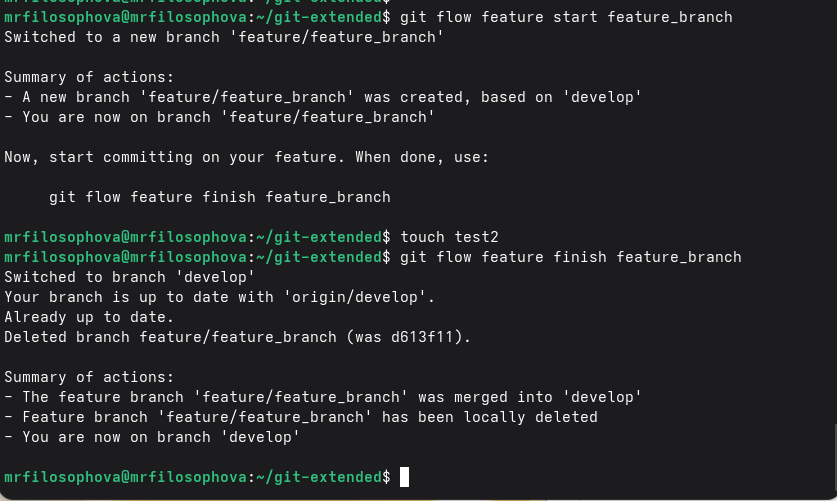 mrfilosophova@mrfilosophova:~/git-extended$ git flow feature start feature_branch
Switched to a new branch 'feature/feature_branch'
Summary of actions:
- A new branch 'feature/feature_branch' was created, based on 'develop'
- You are now on branch 'feature/feature_branch'
Now, start committing on your feature. When done, use:
git flow feature finish feature_branch
mrfilosophova@mrfilosophova:~/git-extended$ touch test2
mrfilosophova@mrfilosophova:~/git-extended$ git flow feature finish feature_branch
Switched to branch 'develop'
Your branch is up to date with 'origin/develop'.
Already up to date.
Deleted branch feature/feature_branch (was d613f11).
Summary of actions:
- The feature branch 'feature/feature_branch' was merged into 'develop'
- Feature branch 'feature/feature_branch' has been locally deleted
- You are now on branch 'develop'
mrfilosophova@mrfilosophova:~/git-extended$